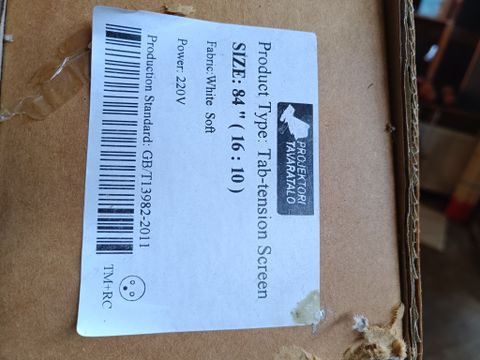 PROJEKTORI
TAVARATALO
Product Type: Tab-tension Screen
SIZE: 84" ( 16 : 10 )
Fabric:White Soft
Power: 220V
Production Standard: GB/T13982-2011
TM+RC